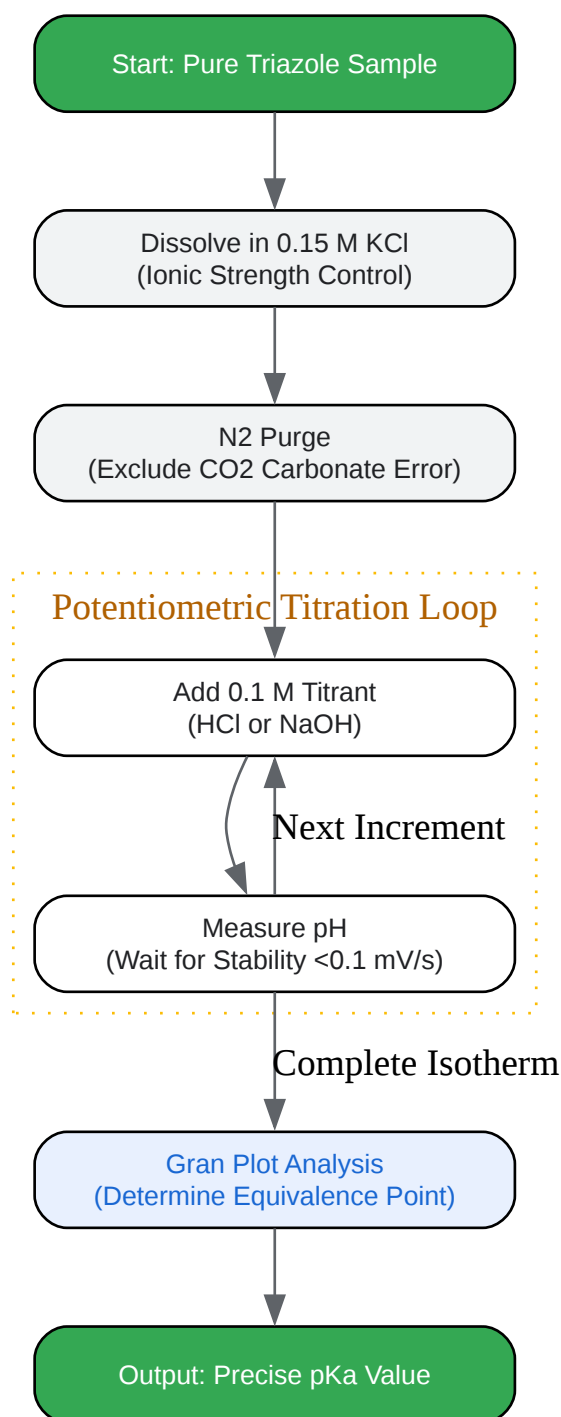 Start: Pure Triazole Sample
Dissolve in 0.15 M KCl
(Ionic Strength Control)
N2 Purge
(Exclude CO2 Carbonate Error)
Potentiometric Titration Loop
Add 0.1 M Titrant
(HCl or NaOH)
Next Increment
Measure pH
(Wait for Stability <0.1 mV/s)
Complete Isotherm
Gran Plot Analysis
(Determine Equivalence Point)
Output: Precise pKa Value